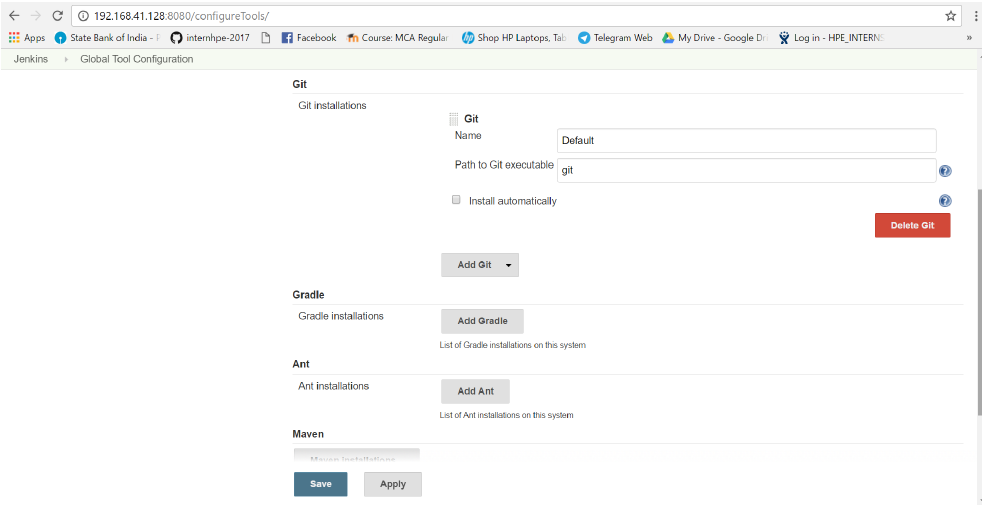 192.168.41.128:8080/configureTools/
Apps State Bank of India - internhpe-2017 Facebook Course: MCA Regular Shop HP Laptops, Tab Telegram Web My Drive - Google Dri Log in - HPE_INTERNS »
Jenkins Global Tool Configuration
Git
Git installations
Git
Name Default
Path to Git executable git
Install automatically
Delete Git
Add Git
Gradle
Gradle installations Add Gradle
List of Gradle installations on this system
Ant
Ant installations Add Ant
List of Ant installations on this system
Maven
Maven installations
Save Apply